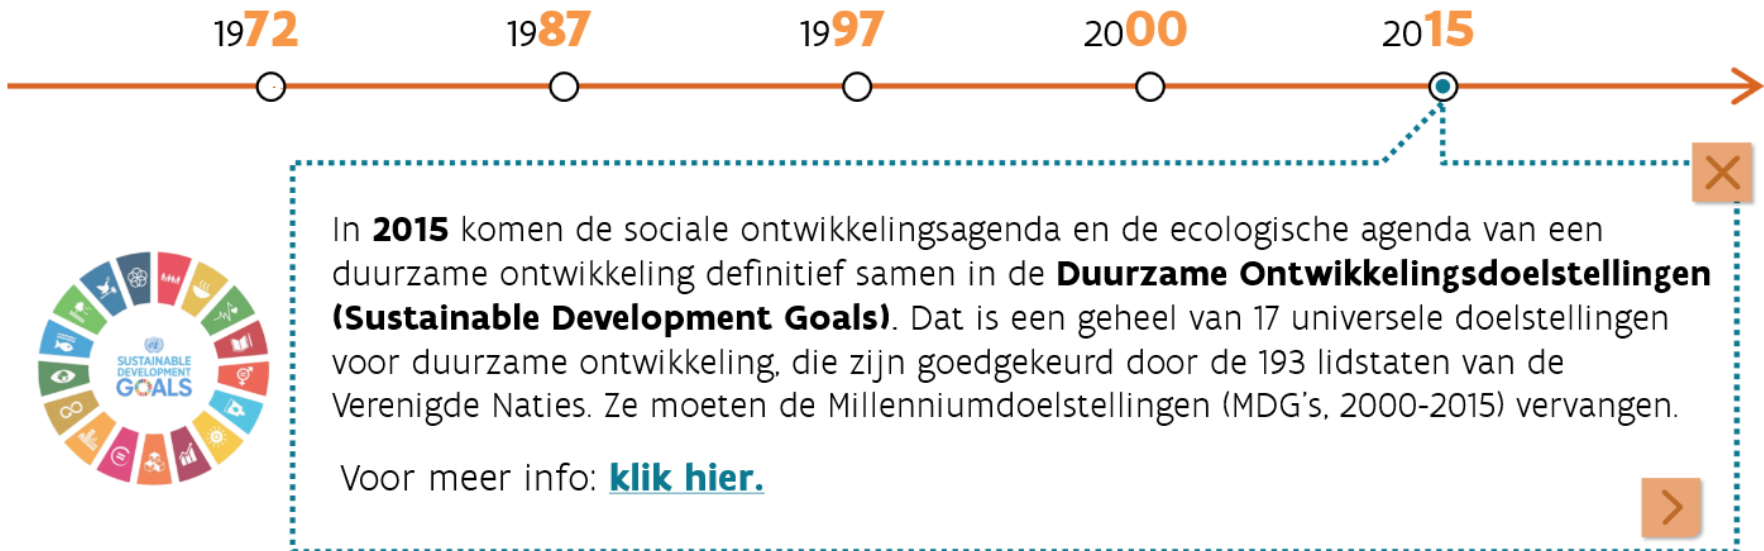 1972 1987 1997 2000 2015
In 2015 komen de sociale ontwikkelingsagenda en de ecologische agenda van een
duurzame ontwikkeling definitief samen in de Duurzame Ontwikkelingsdoelstellingen
(Sustainable Development Goals). Dat is een geheel van 17 universele doelstellingen
voor duurzame ontwikkeling, die zijn goedgekeurd door de 193 lidstaten van de
Verenigde Naties. Ze moeten de Millenniumdoelstellingen (MDG's, 2000-2015) vervangen.
Voor meer info: klik hier.
SUSTAINABLE
DEVELOPMENT
GOALS